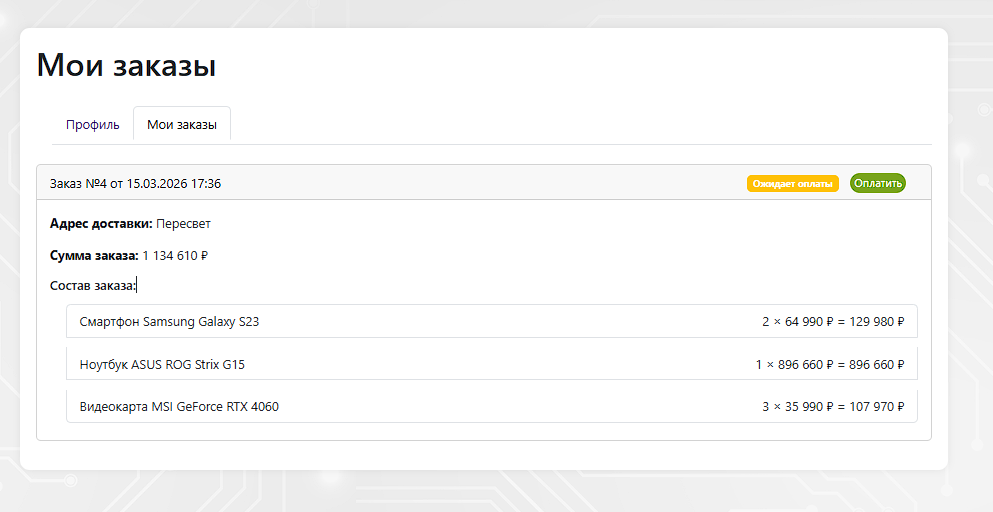 Мои заказы
Профиль Мои заказы
Заказ №4 от 15.03.2026 17:36 Ожидает оплаты Оплатить
Адрес доставки: Пересвет
Сумма заказа: 1 134 610 ₽
Состав заказа:
Смартфон Samsung Galaxy S23 2 × 64 990 ₽ = 129 980 ₽
Ноутбук ASUS ROG Strix G15 1 × 896 660 ₽ = 896 660 ₽
Видеокарта MSI GeForce RTX 4060 3 × 35 990 ₽ = 107 970 ₽